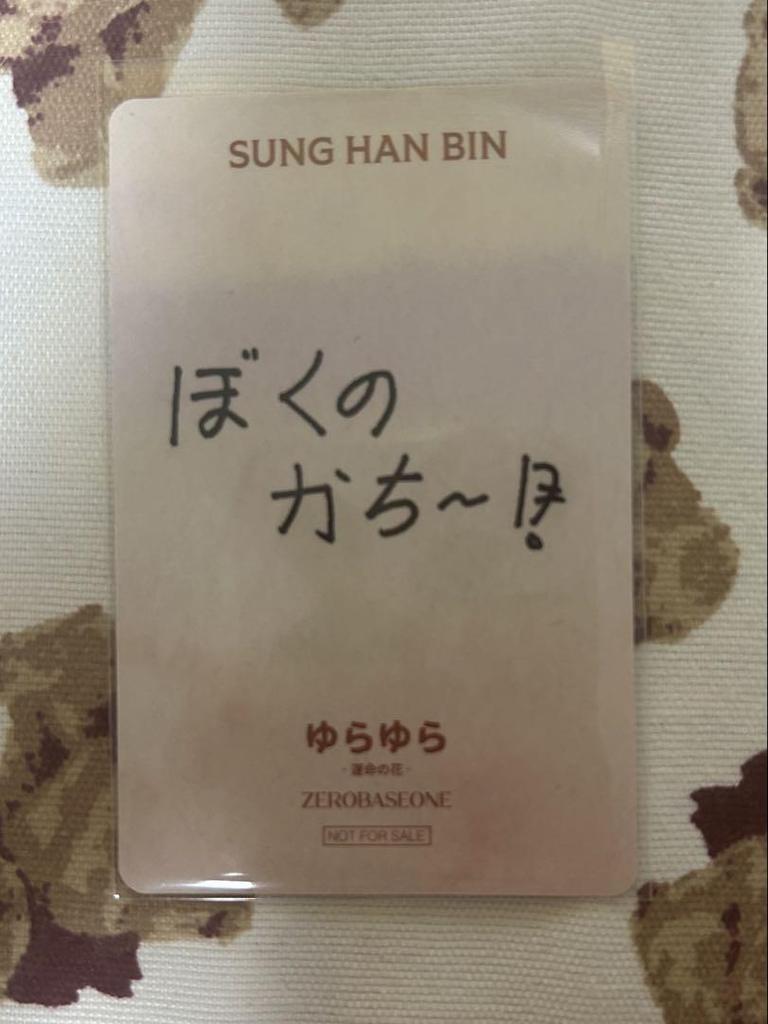 SUNG HAN BIN
ぼくの
かち〜!
ゆらゆら
- 運命の花 -
ZEROBASEONE
NOT FOR SALE